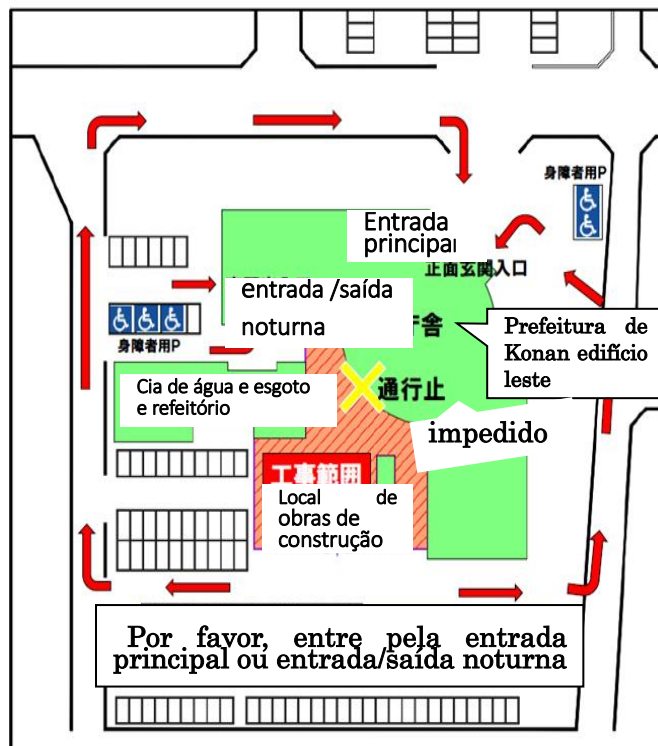 身障者用P
Entrada
principal
正面玄関入口
entrada /saída
noturna
庁舎
Prefeitura de
Konan edifício
leste
身障者用P
Cia de água e esgoto
e refeitório
通行止
impedido
工事範囲
Local de
obras de
construção
Por favor, entre pela entrada
principal ou entrada/saída noturna